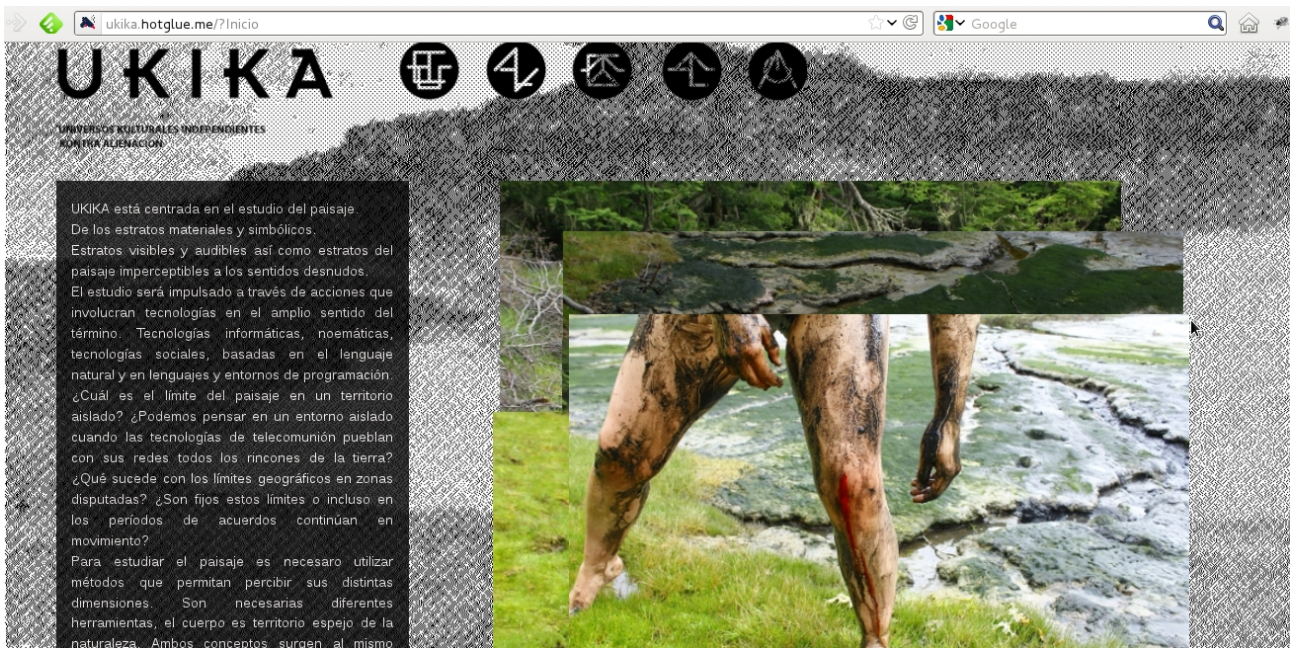 ukika.hotglue.me/?Inicio
Google
UKIKA
UNIVERSOS KULTURALES INDEPENDIENTES
KONTRA ALIENACION
UKIKA está centrada en el estudio del paisaje.
De los estratos materiales y simbólicos.
Estratos visibles y audibles así como estratos del
paisaje imperceptibles a los sentidos desnudos.
El estudio será impulsado a través de acciones que
involucran tecnologías en el amplio sentido del
término. Tecnologías informáticas, noemáticas,
tecnologías sociales, basadas en el lenguaje
natural y en lenguajes y entornos de programación.
¿Cuál es el límite del paisaje en un territorio
aislado? ¿Podemos pensar en un entorno aislado
cuando las tecnologías de telecomunión pueblan
con sus redes todos los rincones de la tierra?
¿Qué sucede con los límites geográficos en zonas
disputadas? ¿Son fijos estos límites o incluso en
los períodos de acuerdos continúan en
movimiento?
Para estudiar el paisaje es necesaro utilizar
métodos que permitan percibir sus distintas
dimensiones. Son necesarias diferentes
herramientas, el cuerpo es territorio espejo de la
naturaleza. Ambos conceptos surgen al mismo